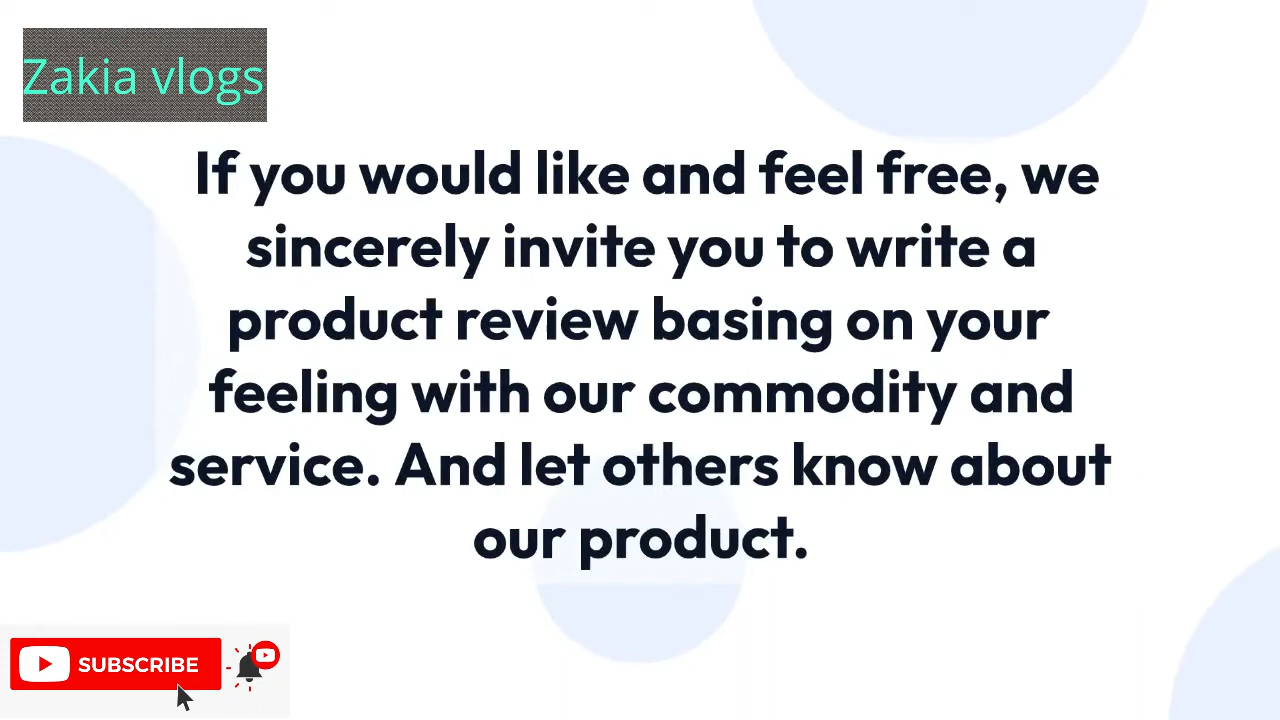 Zakia vlogs
If you would like and feel free, we
sincerely invite you to write a
product review basing on your
feeling with our commodity and
service. And let others know about
our product.
SUBSCRIBE